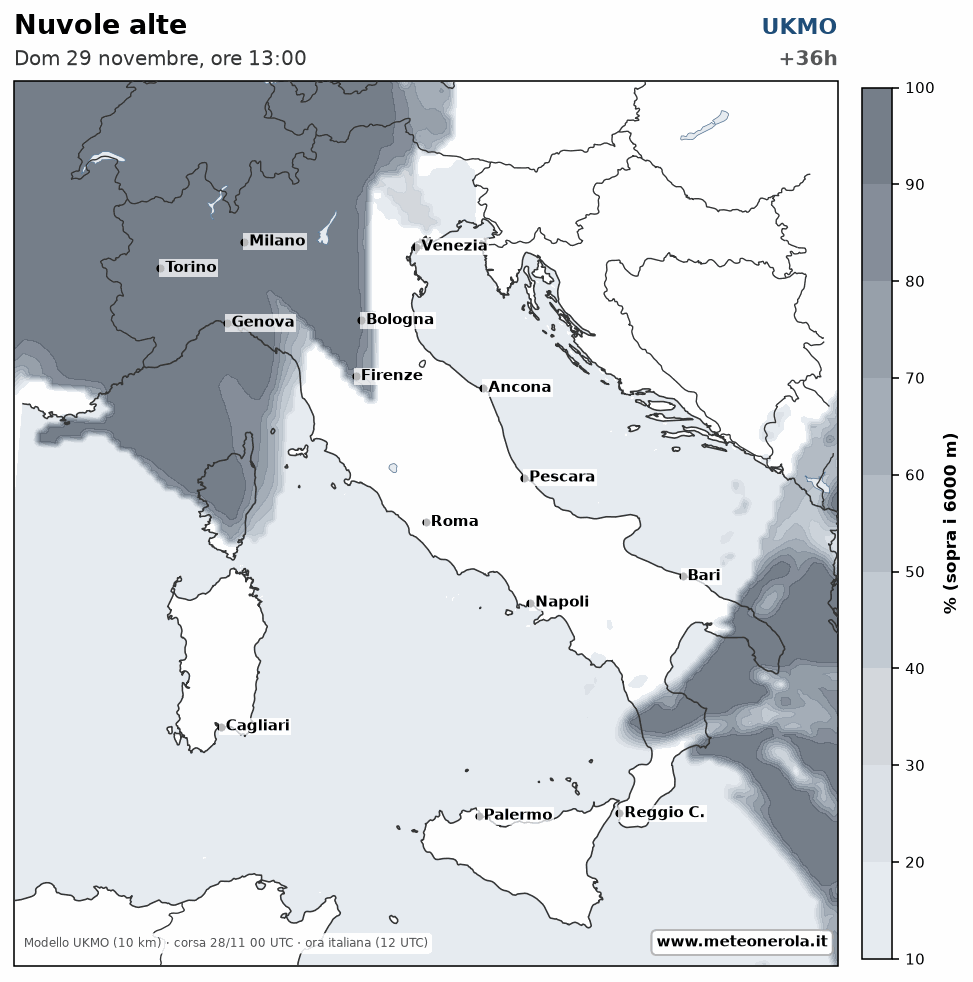 Nuvole alte
UKMO
Dom 29 novembre, ore 13:00
+36h
100
90
80
70
60
50
40
30
20
10
% (sopra i 6000 m)
Milano
Venezia
Torino
Genova
Bologna
Firenze
Ancona
Pescara
Roma
Bari
Napoli
Cagliari
Palermo
Reggio C.
Modello UKMO (10 km) · corsa 28/11 00 UTC · ora italiana (12 UTC)
www.meteonerola.it